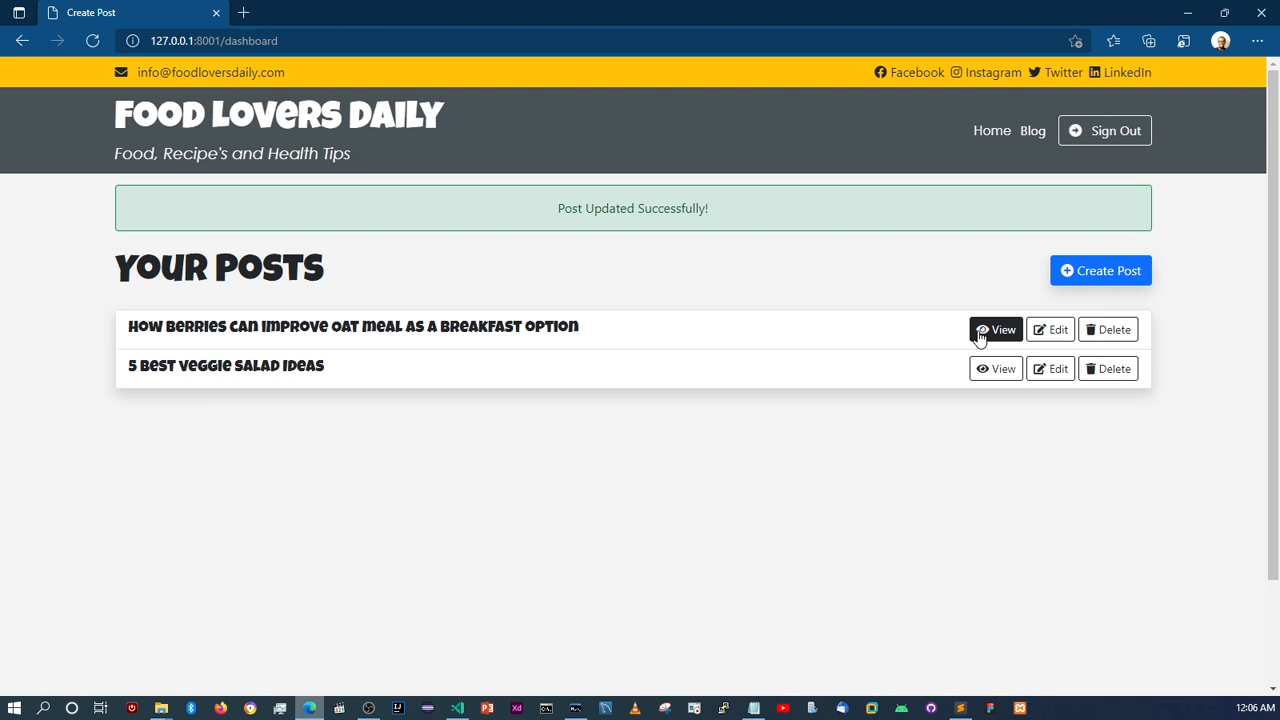 Create Post
127.0.0.1:8001/dashboard
info@foodloversdaily.com
Facebook Instagram Twitter LinkedIn
Food Lovers Daily
Food, Recipe's and Health Tips
Home Blog Sign Out
Post Updated Successfully!
Your Posts
Create Post
How Berries can improve oat meal as a breakfast option
View Edit Delete
5 Best Veggie Salad Ideas
View Edit Delete
12:06 AM